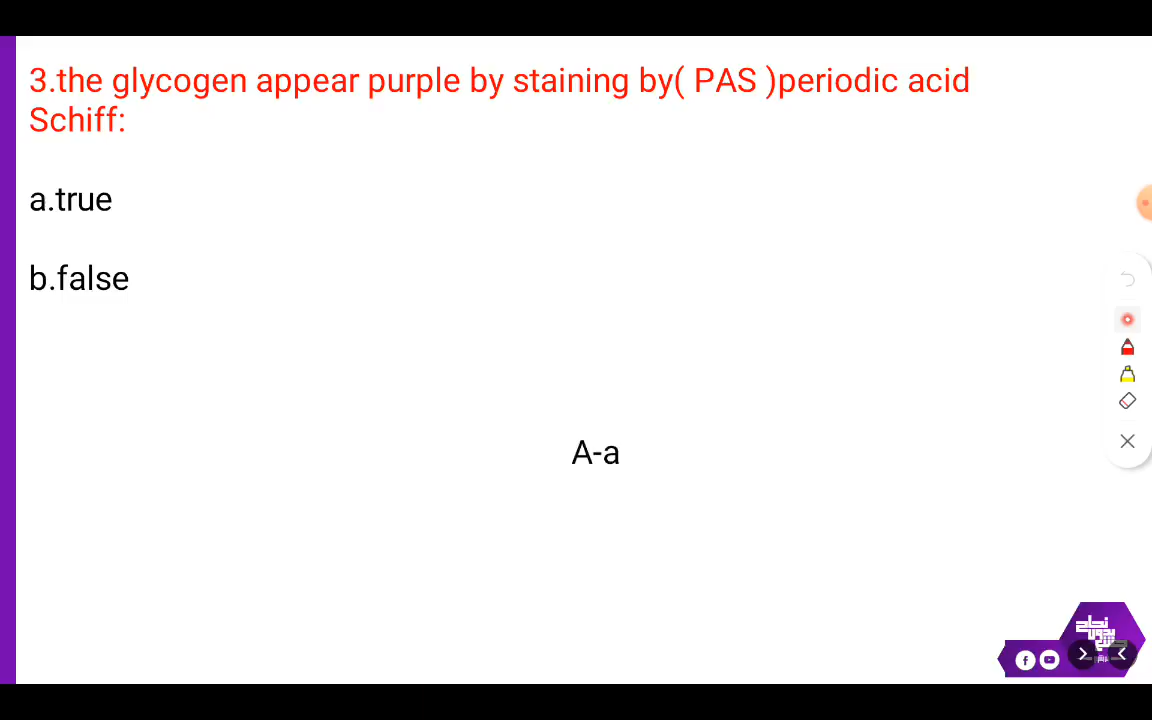 3.the glycogen appear purple by staining by( PAS )periodic acid
Schiff:
a.true
b.false
A-a